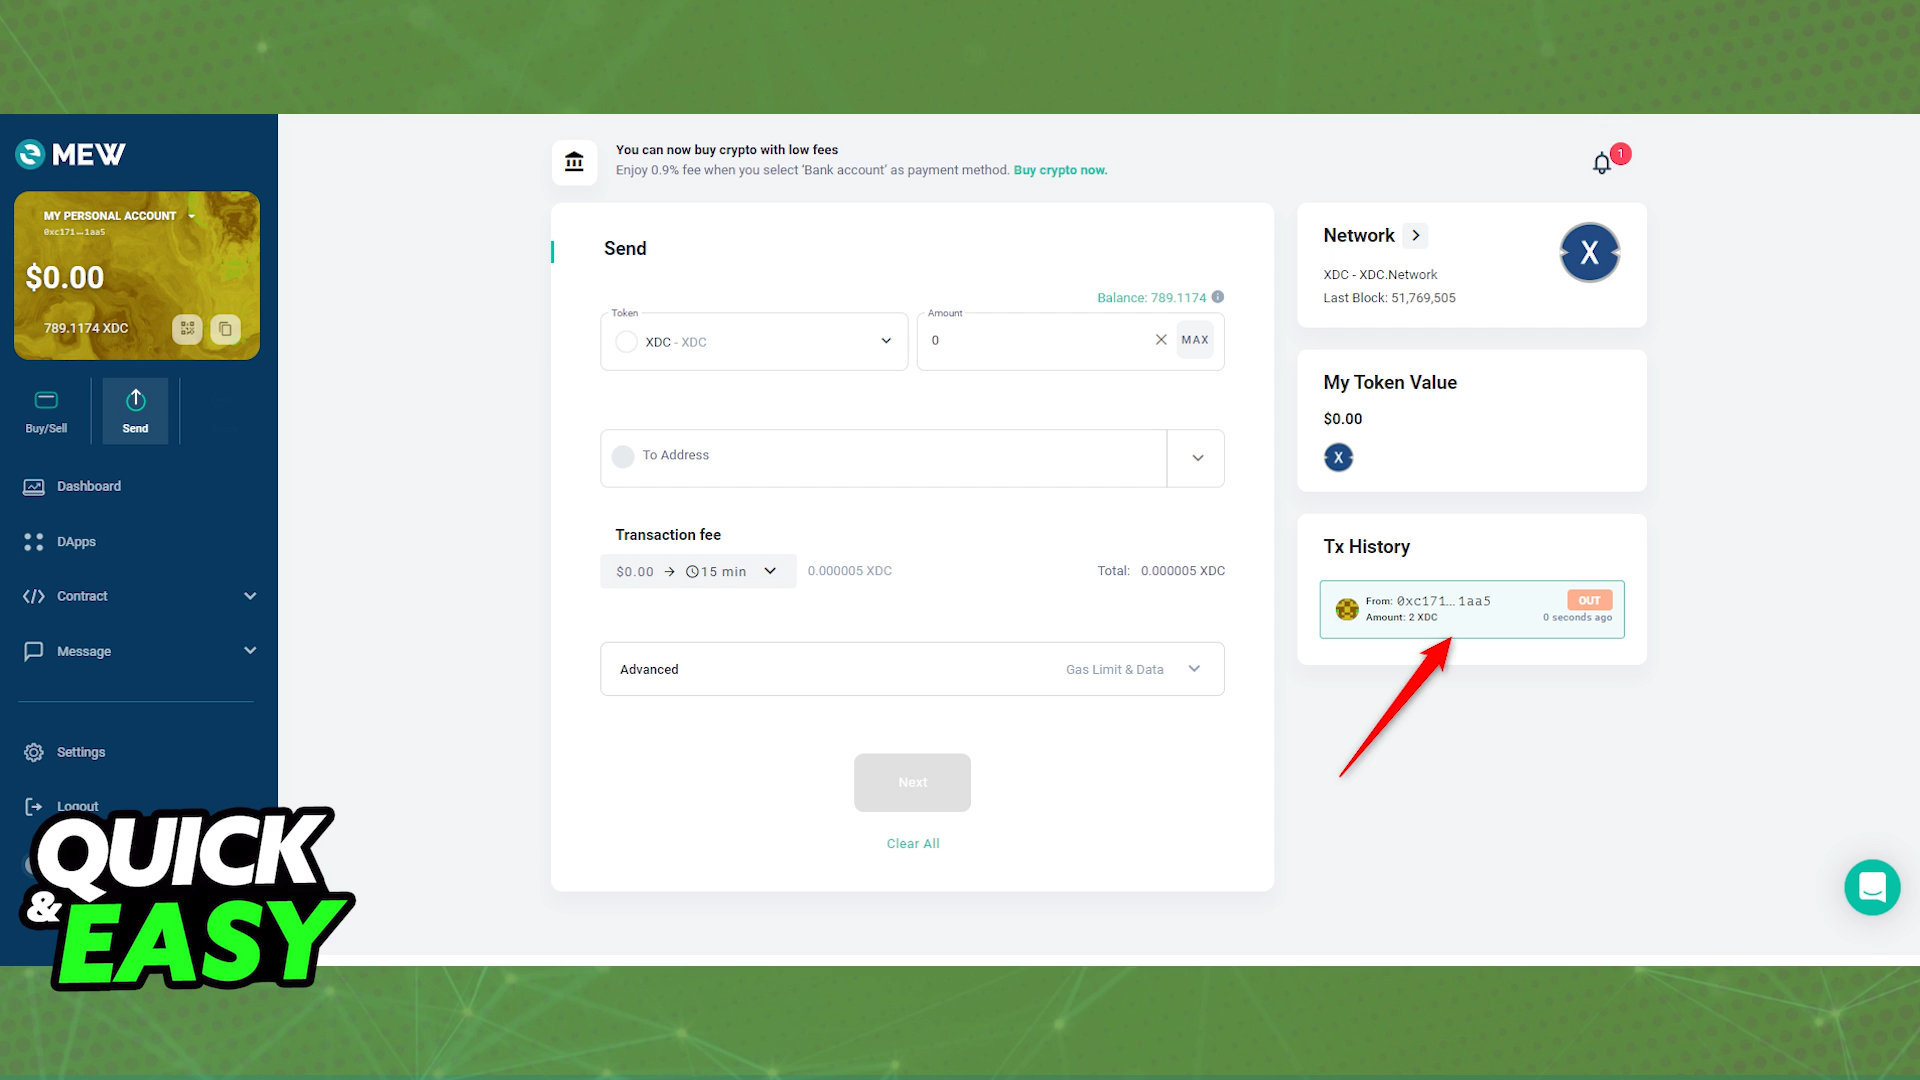 MEW
MY PERSONAL ACCOUNT
0xc171...1aa5
$0.00
789.1174 XDC
Buy/Sell
Send
Dashboard
DApps
Contract
Message
Settings
Logout
QUICK
& EASY
You can now buy crypto with low fees
Enjoy 0.9% fee when you select ‘Bank account’ as payment method. Buy crypto now.
1
Send
Balance: 789.1174
Token
XDC - XDC
Amount
0
MAX
To Address
Transaction fee
$0.00 → 15 min
0.000005 XDC
Total: 0.000005 XDC
Advanced
Gas Limit & Data
Next
Clear All
Network
XDC - XDC.Network
Last Block: 51,769,505
X
My Token Value
$0.00
X
Tx History
From: 0xc171...1aa5
OUT
Amount: 2 XDC
0 seconds ago